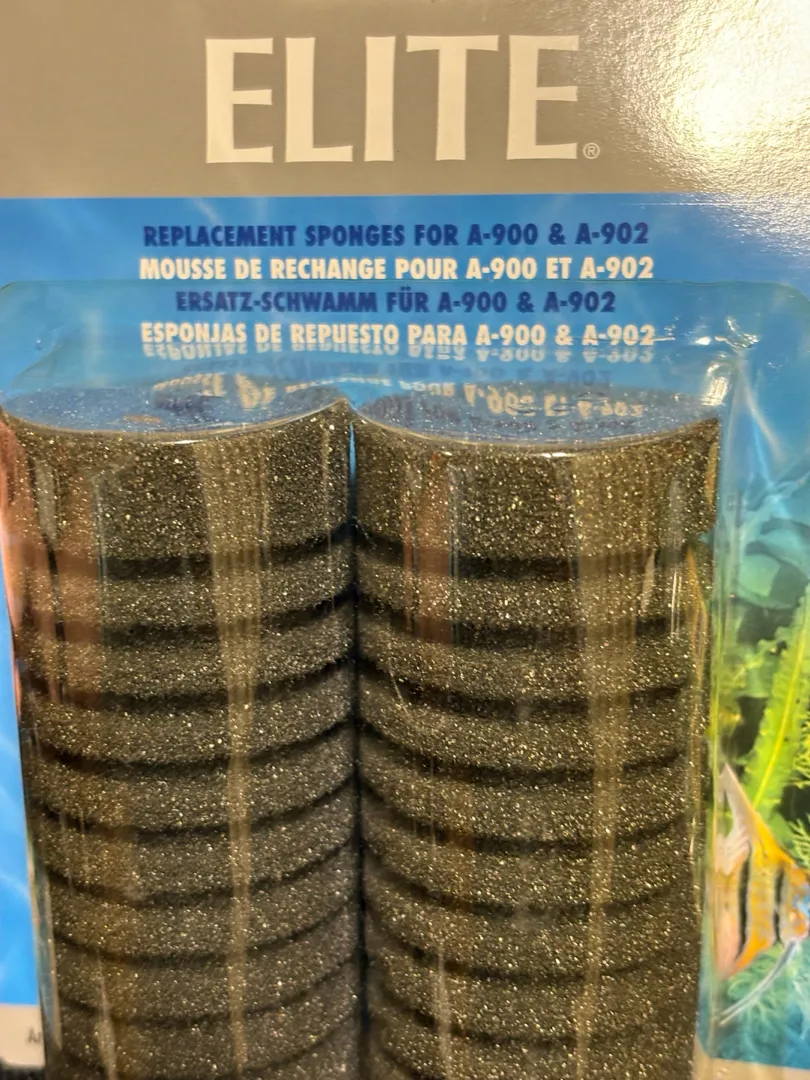 ELITE®
REPLACEMENT SPONGES FOR A-900 & A-902
MOUSSE DE RECHANGE POUR A-900 ET A-902
ERSATZ-SCHWAMM FÜR A-900 & A-902
ESPONJAS DE REPUESTO PARA A-900 & A-902